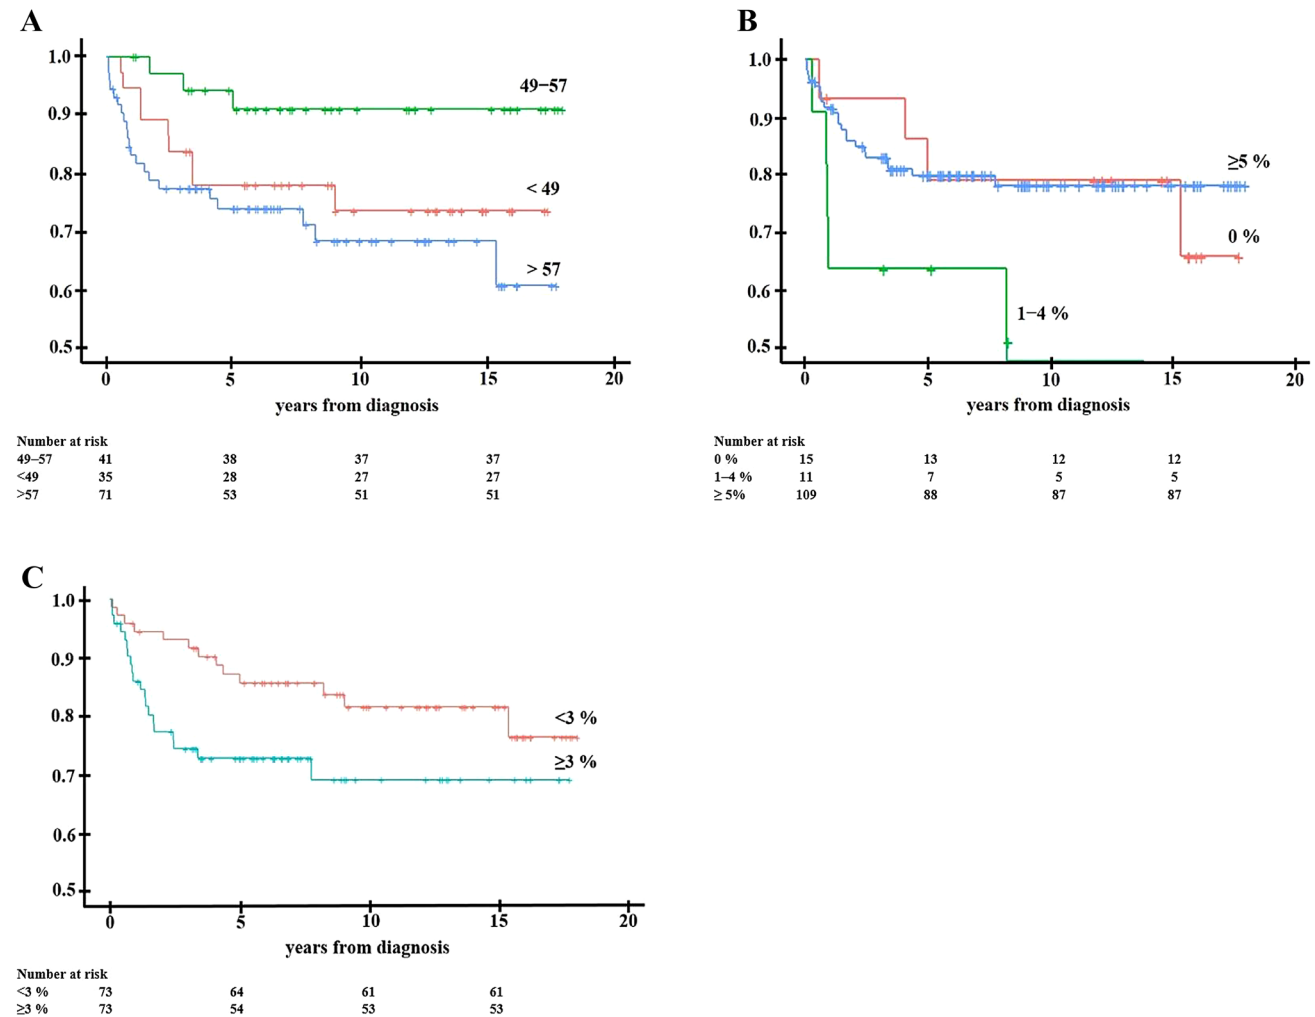 A
1.0
0.9
0.8
0.7
0.6
0.5
49–57
< 49
> 57
0 5 10 15 20
years from diagnosis
Number at risk
49–57 41 38 37 37
<49 35 28 27 27
>57 71 53 51 51
B
1.0
0.9
0.8
0.7
0.6
0.5
≥5 %
0 %
1–4 %
0 5 10 15 20
years from diagnosis
Number at risk
0 % 15 13 12 12
1–4 % 11 7 5 5
≥ 5% 109 88 87 87
C
1.0
0.9
0.8
0.7
0.6
0.5
<3 %
≥3 %
0 5 10 15 20
years from diagnosis
Number at risk
<3 % 73 64 61 61
≥3 % 73 54 53 53